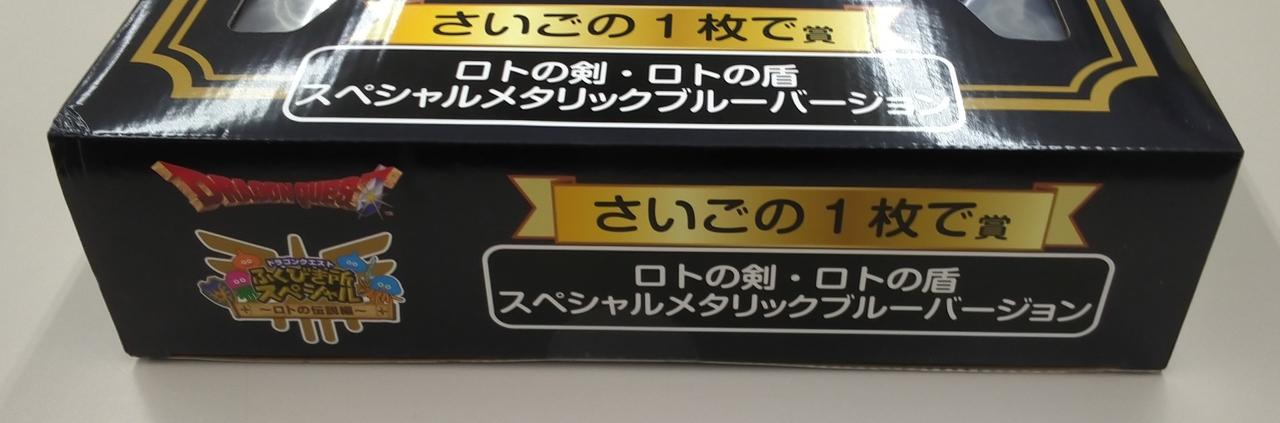 さいごの1枚で賞
ロトの剣・ロトの盾
スペシャルメタリックブルーバージョン
DRAGON QUEST
ドラゴンクエスト
ふくびき所
スペシャル
～ロトの伝説編～
さいごの1枚で賞
ロトの剣・ロトの盾
スペシャルメタリックブルーバージョン